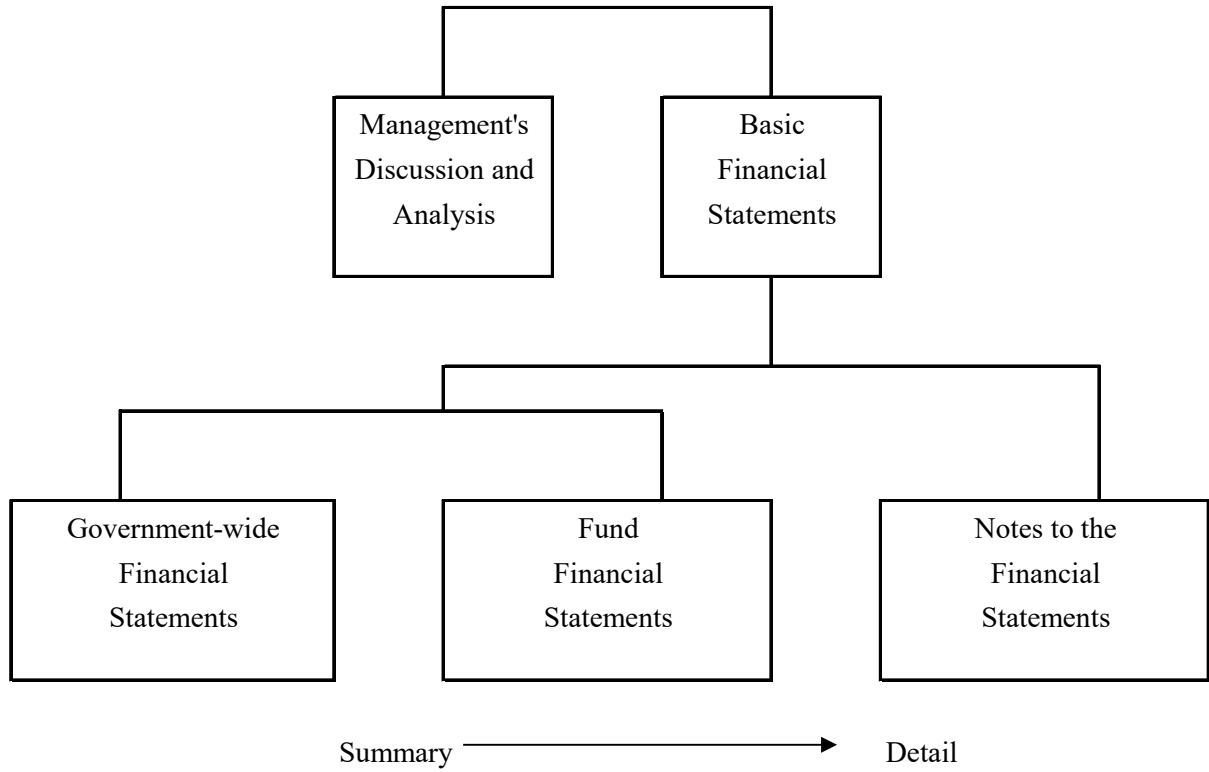 Management's
Discussion and
Analysis
Basic
Financial
Statements
Government-wide
Financial
Statements
Fund
Financial
Statements
Notes to the
Financial
Statements
Summary
Detail